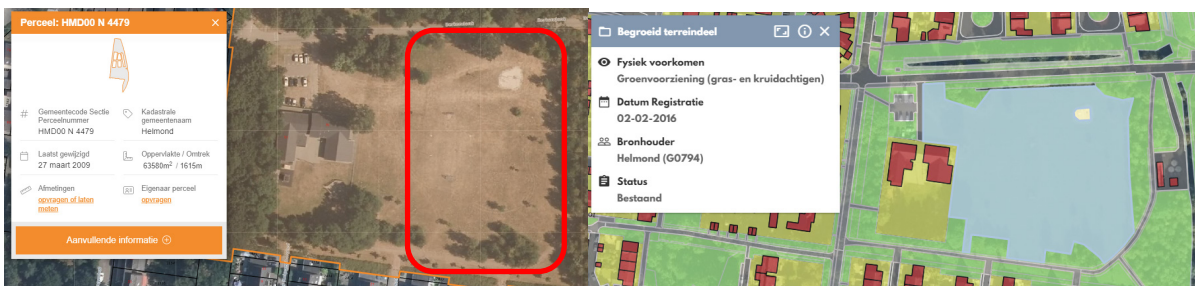 Perceel: HMD00 N 4479
Gemeentecode Sectie
Perceelnummer
HMD00 N 4479
Kadastrale
gemeentenaam
Helmond
Laatst gewijzigd
27 maart 2009
Oppervlakte / Omtrek
63580m² / 1615m
Afmetingen
opvragen of laten
meten
Eigenaar perceel
opvragen
Aanvullende informatie
Begroeid terreindeel
Fysiek voorkomen
Groenvoorziening (gras- en kruidachtigen)
Datum Registratie
02-02-2016
Bronhouder
Helmond (G0794)
Status
Bestaand